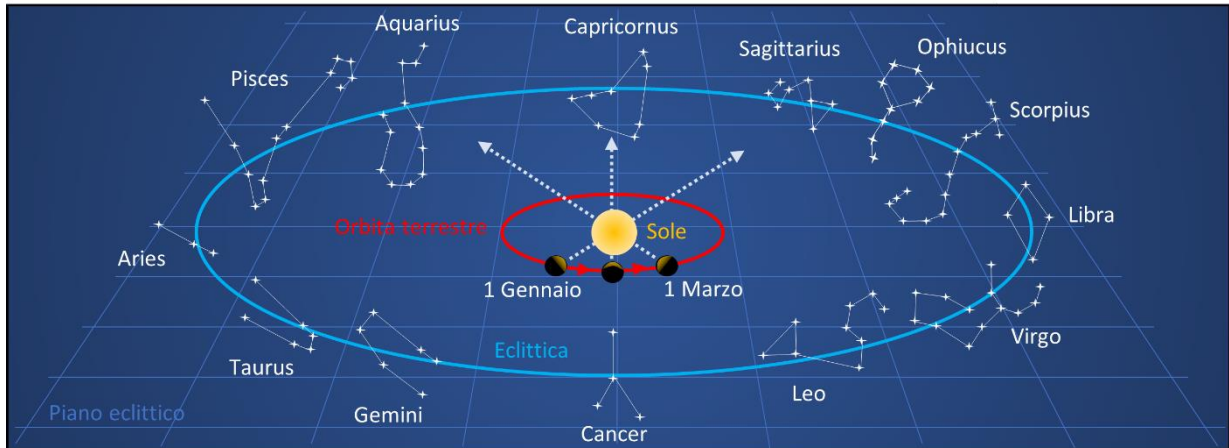 Aquarius
Capricornus
Sagittarius
Ophiucus
Pisces
Scorpius
Orbita terrestre
Sole
Libra
Aries
1 Gennaio
1 Marzo
Eclittica
Virgo
Taurus
Leo
Gemini
Piano eclittico
Cancer